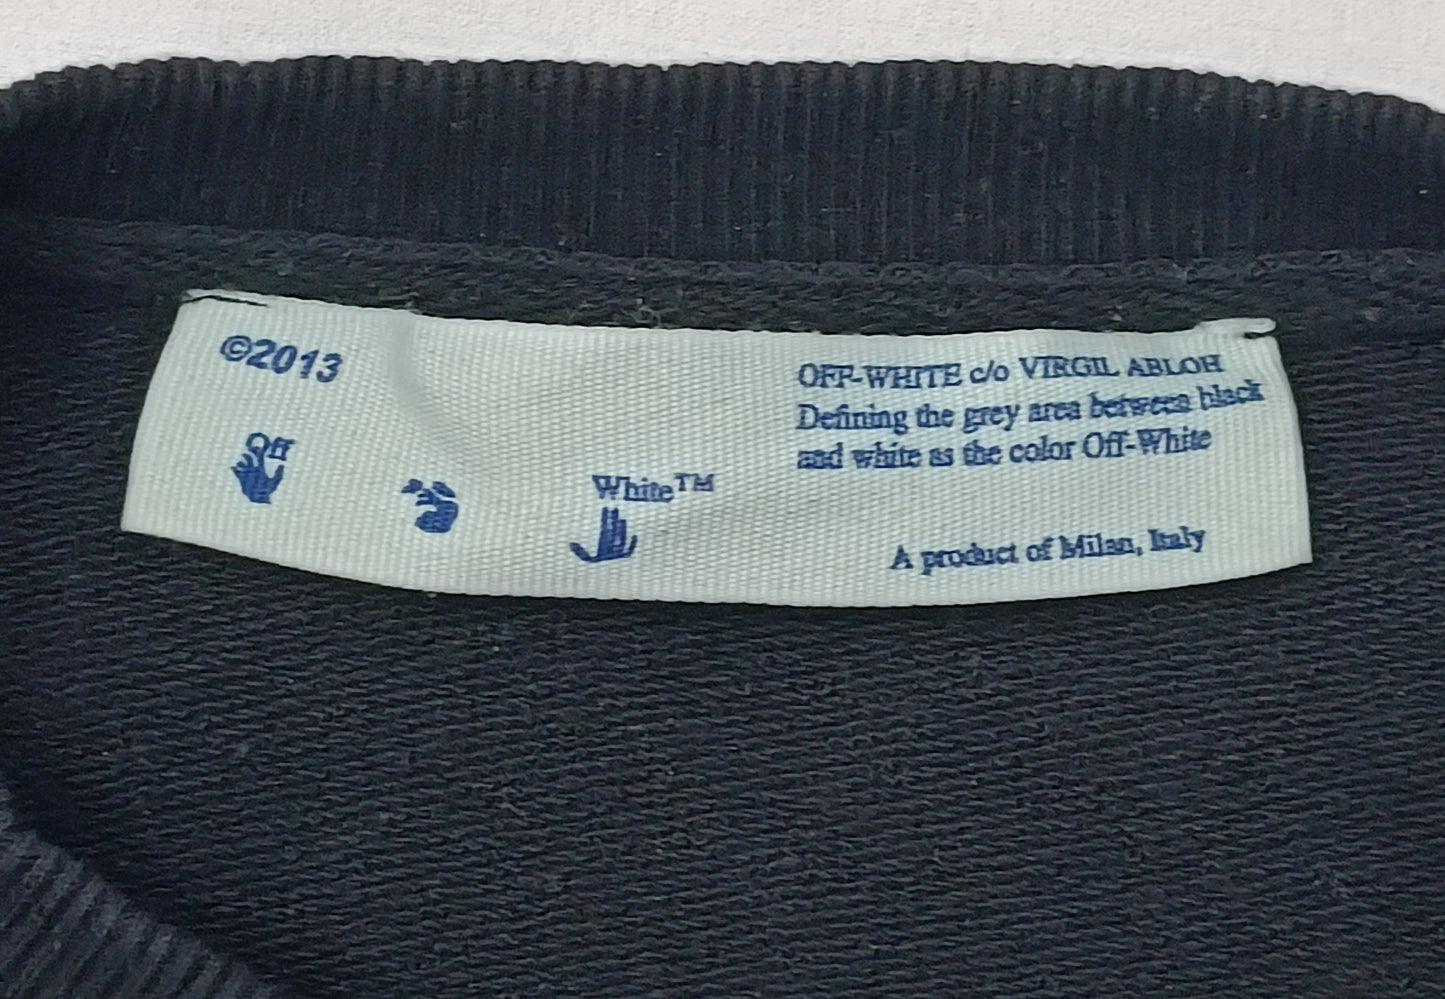 ©2013
Off
White™
OFF-WHITE c/o VIRGIL ABLOH
Defining the grey area between black
and white as the color Off-White
A product of Milan, Italy